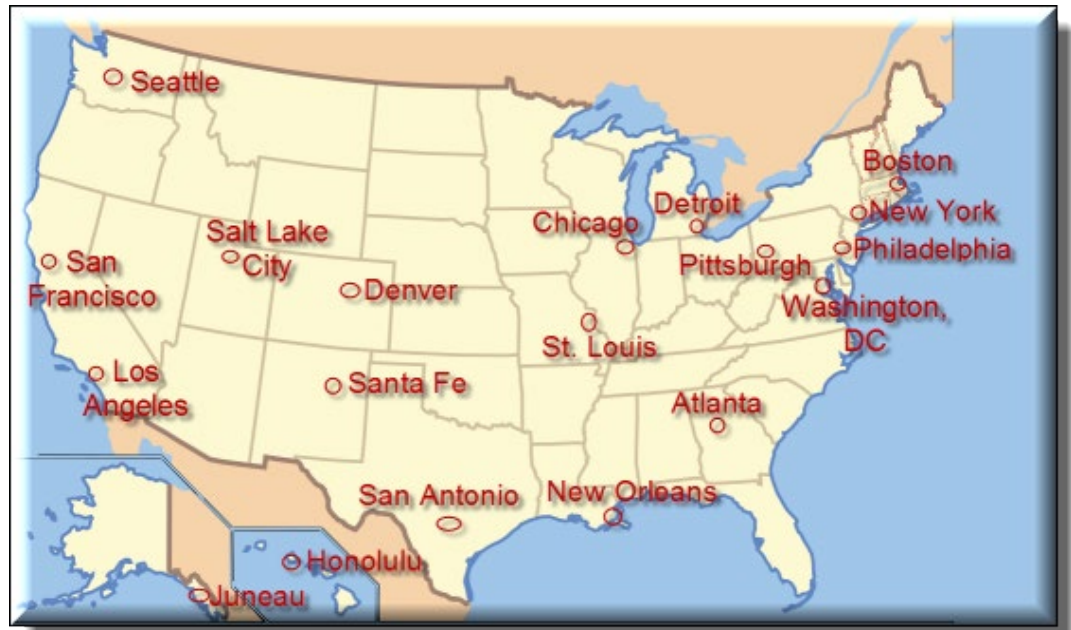 Seattle
Boston
Detroit
New York
Chicago
Salt Lake
City
Philadelphia
San
Francisco
Pittsburgh
Denver
Washington,
DC
St. Louis
Los
Angeles
Santa Fe
Atlanta
San Antonio
New Orleans
Honolulu
Juneau